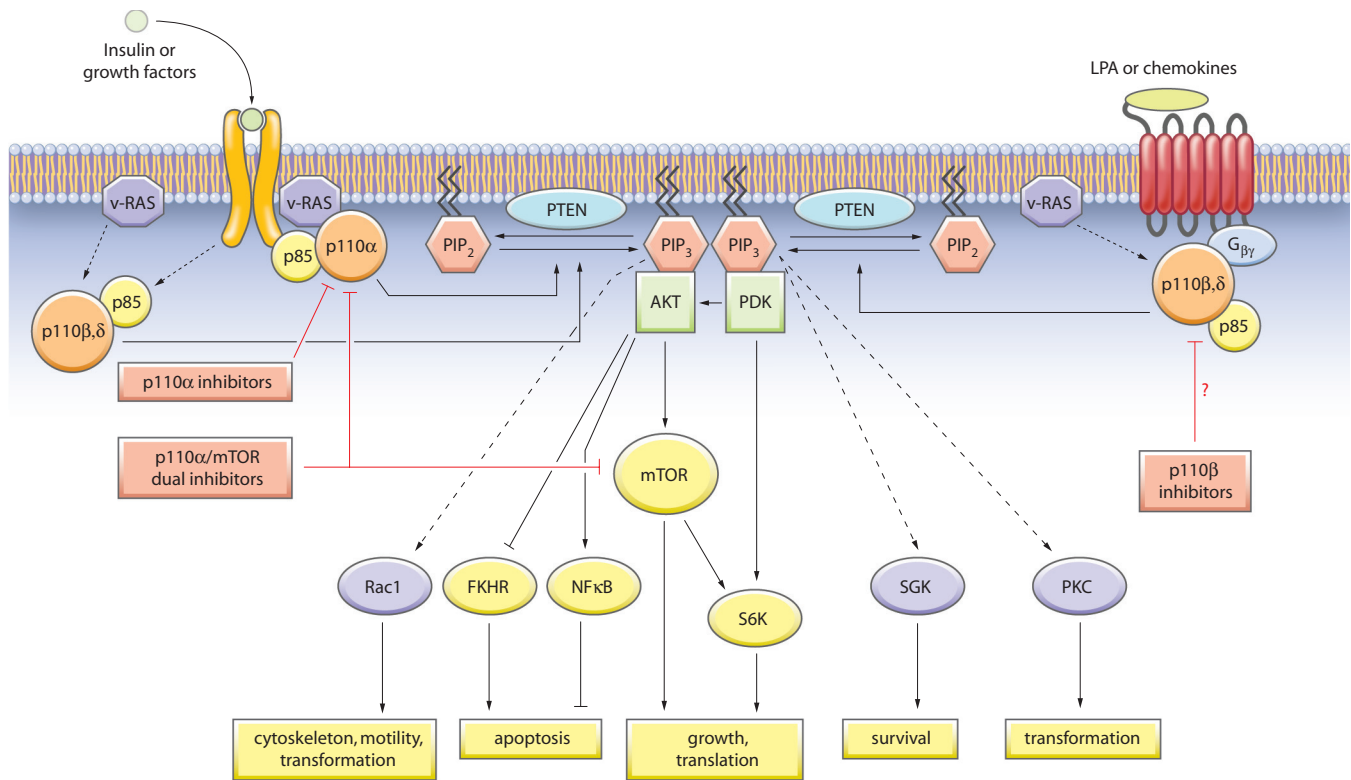 Insulin or
growth factors
LPA or chemokines
v-RAS
v-RAS
p85
p110α
PIP2
PTEN
PIP3
PIP3
PTEN
PIP2
v-RAS
Gβγ
p110β,δ
p85
p110β,δ
p85
AKT
PDK
p110α inhibitors
?
p110α/mTOR
dual inhibitors
mTOR
p110β
inhibitors
Rac1
FKHR
NFκB
S6K
SGK
PKC
cytoskeleton, motility,
transformation
apoptosis
growth,
translation
survival
transformation